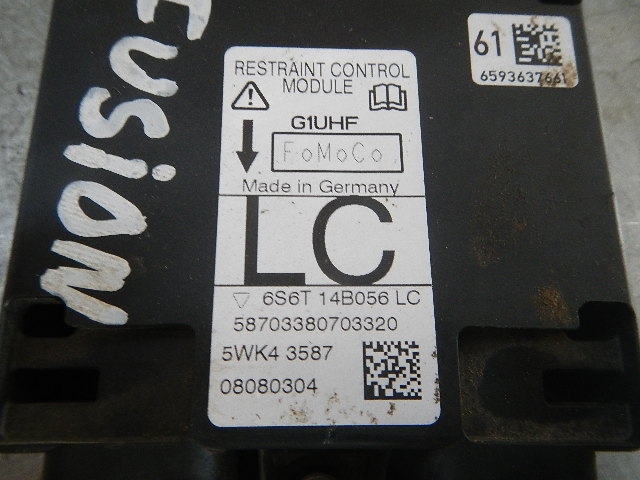 FUSION
61
6593637661
RESTRAINT CONTROL
MODULE
G1UHF
FoMoCo
Made in Germany
LC
6S6T 14B056 LC
58703380703320
5WK4 3587
08080304